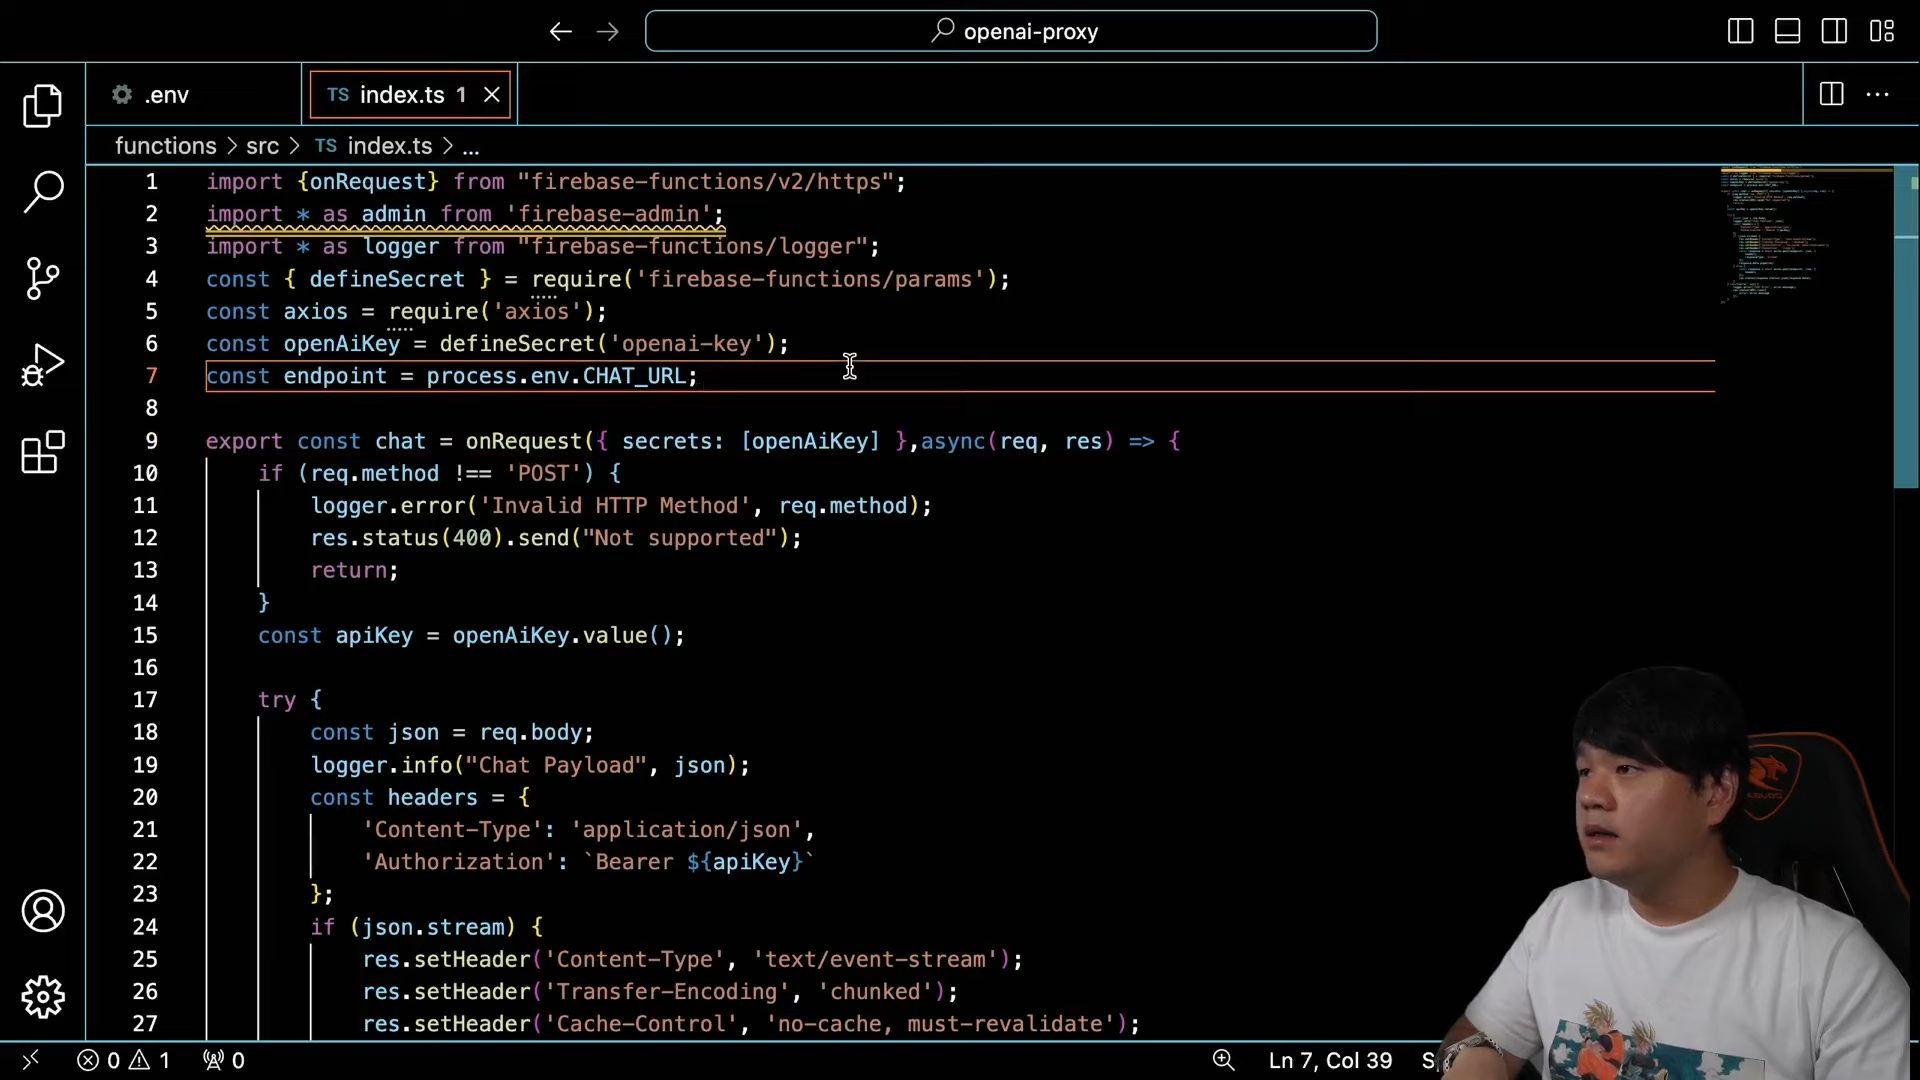 openai-proxy
.env
TS index.ts 1
functions > src > TS index.ts > ...
1 import {onRequest} from "firebase-functions/v2/https";
2 import * as admin from 'firebase-admin';
3 import * as logger from "firebase-functions/logger";
4 const { defineSecret } = require('firebase-functions/params');
5 const axios = require('axios');
6 const openAiKey = defineSecret('openai-key');
7 const endpoint = process.env.CHAT_URL;
8
9 export const chat = onRequest({ secrets: [openAiKey] },async(req, res) => {
10 if (req.method !== 'POST') {
11 logger.error('Invalid HTTP Method', req.method);
12 res.status(400).send("Not supported");
13 return;
14 }
15 const apiKey = openAiKey.value();
16
17 try {
18 const json = req.body;
19 logger.info("Chat Payload", json);
20 const headers = {
21 'Content-Type': 'application/json',
22 'Authorization': `Bearer ${apiKey}`
23 };
24 if (json.stream) {
25 res.setHeader('Content-Type', 'text/event-stream');
26 res.setHeader('Transfer-Encoding', 'chunked');
27 res.setHeader('Cache-Control', 'no-cache, must-revalidate');
0 1 0 Ln 7, Col 39